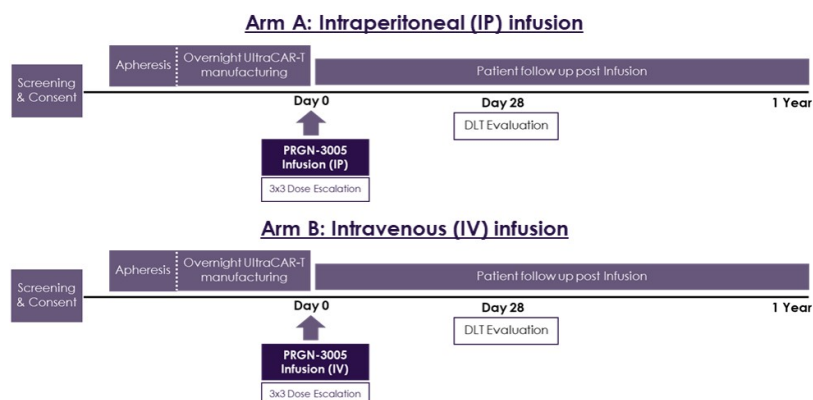 Arm A: Intraperitoneal (IP) infusion
Screening
& Consent
Apheresis
Overnight UltraCAR-T
manufacturing
Patient follow up post Infusion
Day 0
Day 28
1 Year
DLT Evaluation
PRGN-3005
Infusion (IP)
3x3 Dose Escalation
Arm B: Intravenous (IV) infusion
Screening
& Consent
Apheresis
Overnight UltraCAR-T
manufacturing
Patient follow up post Infusion
Day 0
Day 28
1 Year
DLT Evaluation
PRGN-3005
Infusion (IV)
3x3 Dose Escalation